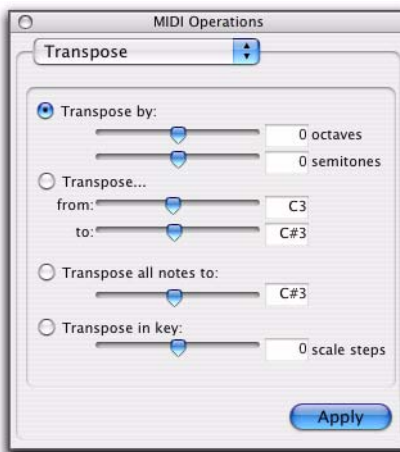 MIDI Operations
Transpose
Transpose by:
0 octaves
0 semitones
Transpose...
from: C3
to: C#3
Transpose all notes to:
C#3
Transpose in key:
0 scale steps
Apply